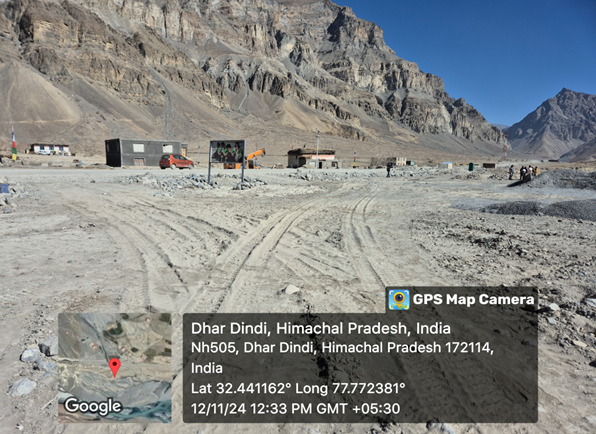 GPS Map Camera
Dhar Dindi, Himachal Pradesh, India
Nh505, Dhar Dindi, Himachal Pradesh 172114,
India
Lat 32.441162° Long 77.772381°
12/11/24 12:33 PM GMT +05:30
Google